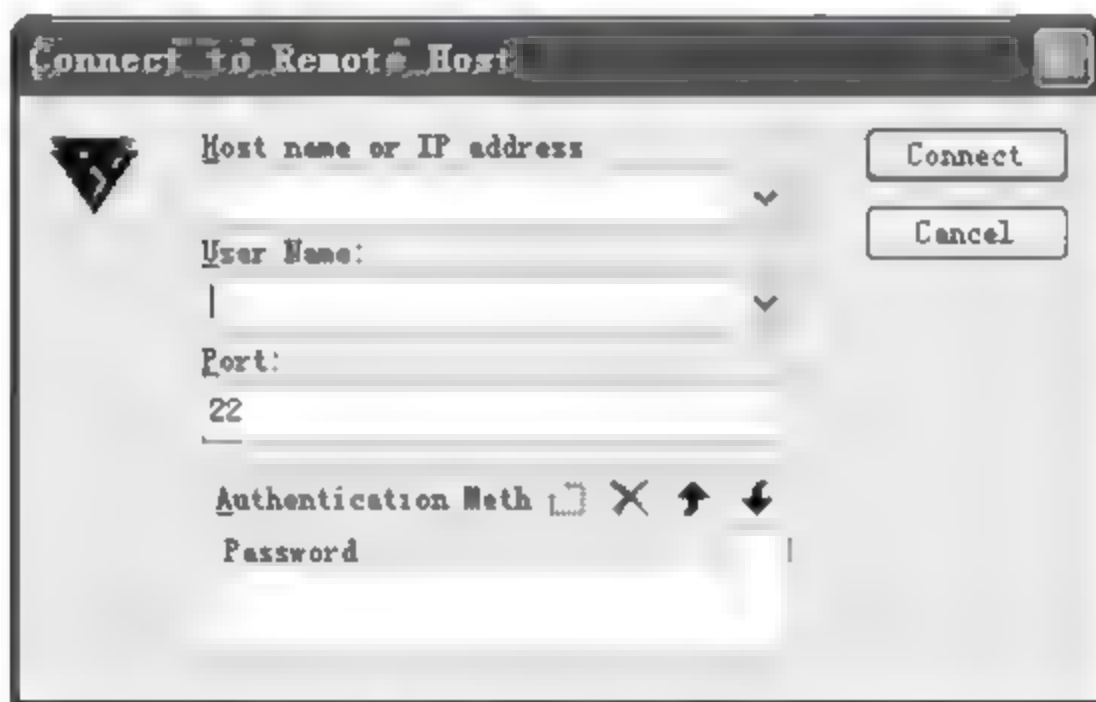 Connect to Remote Host
Host name or IP address
Connect
Cancel
User Name:
Port:
22
Authentication Meth
Password